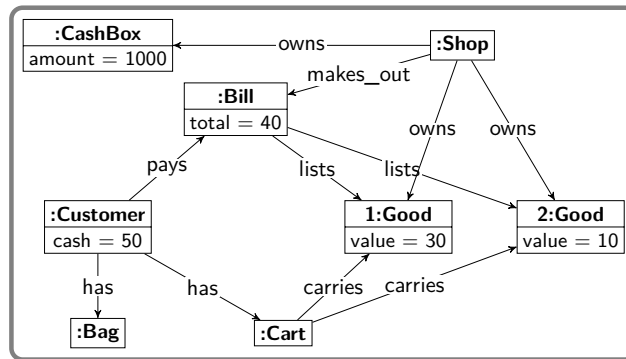 :CashBox
amount = 1000
owns
:Shop
makes_out
:Bill
total = 40
owns
owns
pays
lists
lists
:Customer
cash = 50
1:Good
value = 30
2:Good
value = 10
has
has
carries
carries
:Bag
:Cart